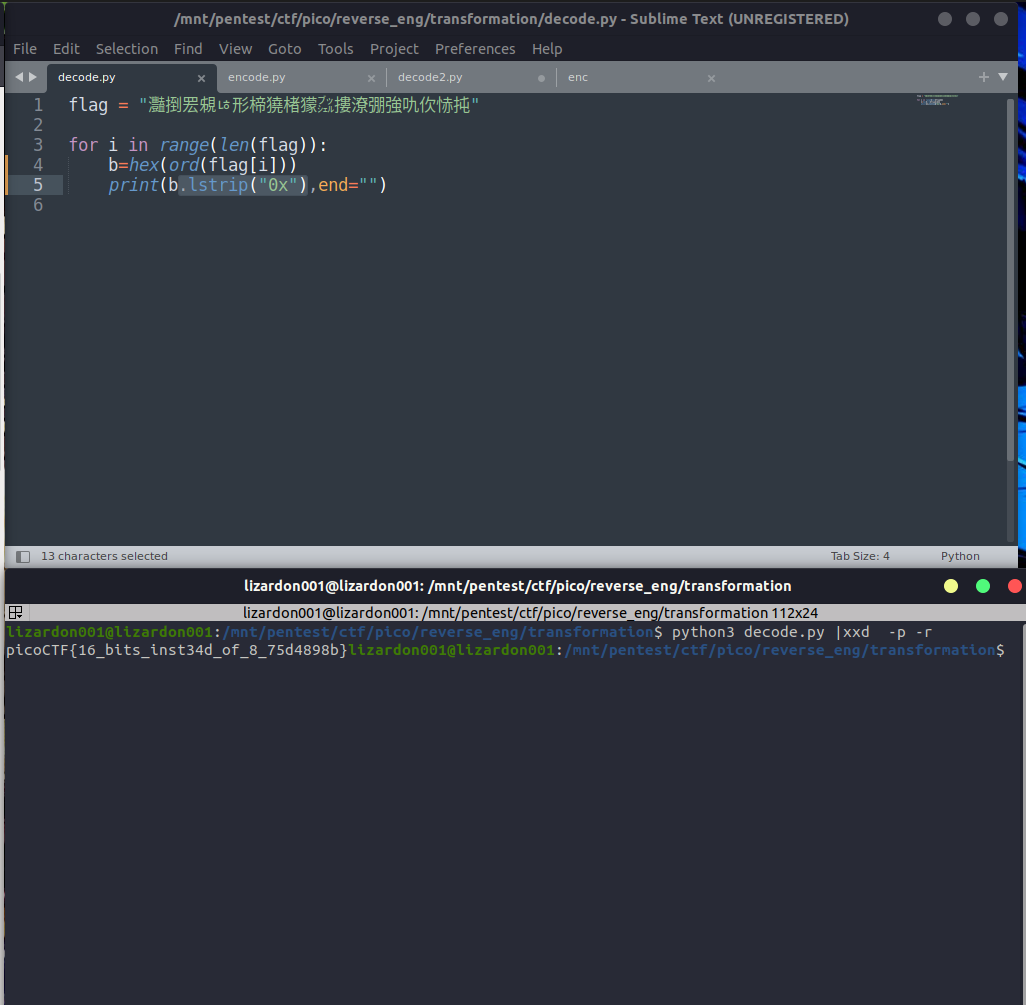 /mnt/pentest/ctf/pico/reverse_eng/transformation/decode.py - Sublime Text (UNREGISTERED)
File Edit Selection Find View Goto Tools Project Preferences Help
decode.py × encode.py × decode2.py enc ×
1 flag = "灩捯䍔䙻ㄶ形楴獟楮獴㌴摟潦弸強㕤㐸㤸扽"
2
3 for i in range(len(flag)):
4 b=hex(ord(flag[i]))
5 print(b.lstrip("0x"),end="")
6
13 characters selected Tab Size: 4 Python
lizardon001@lizardon001: /mnt/pentest/ctf/pico/reverse_eng/transformation
lizardon001@lizardon001: /mnt/pentest/ctf/pico/reverse_eng/transformation 112x24
lizardon001@lizardon001:/mnt/pentest/ctf/pico/reverse_eng/transformation$ python3 decode.py |xxd  -p -r
picoCTF{16_bits_inst34d_of_8_75d4898b}lizardon001@lizardon001:/mnt/pentest/ctf/pico/reverse_eng/transformation$